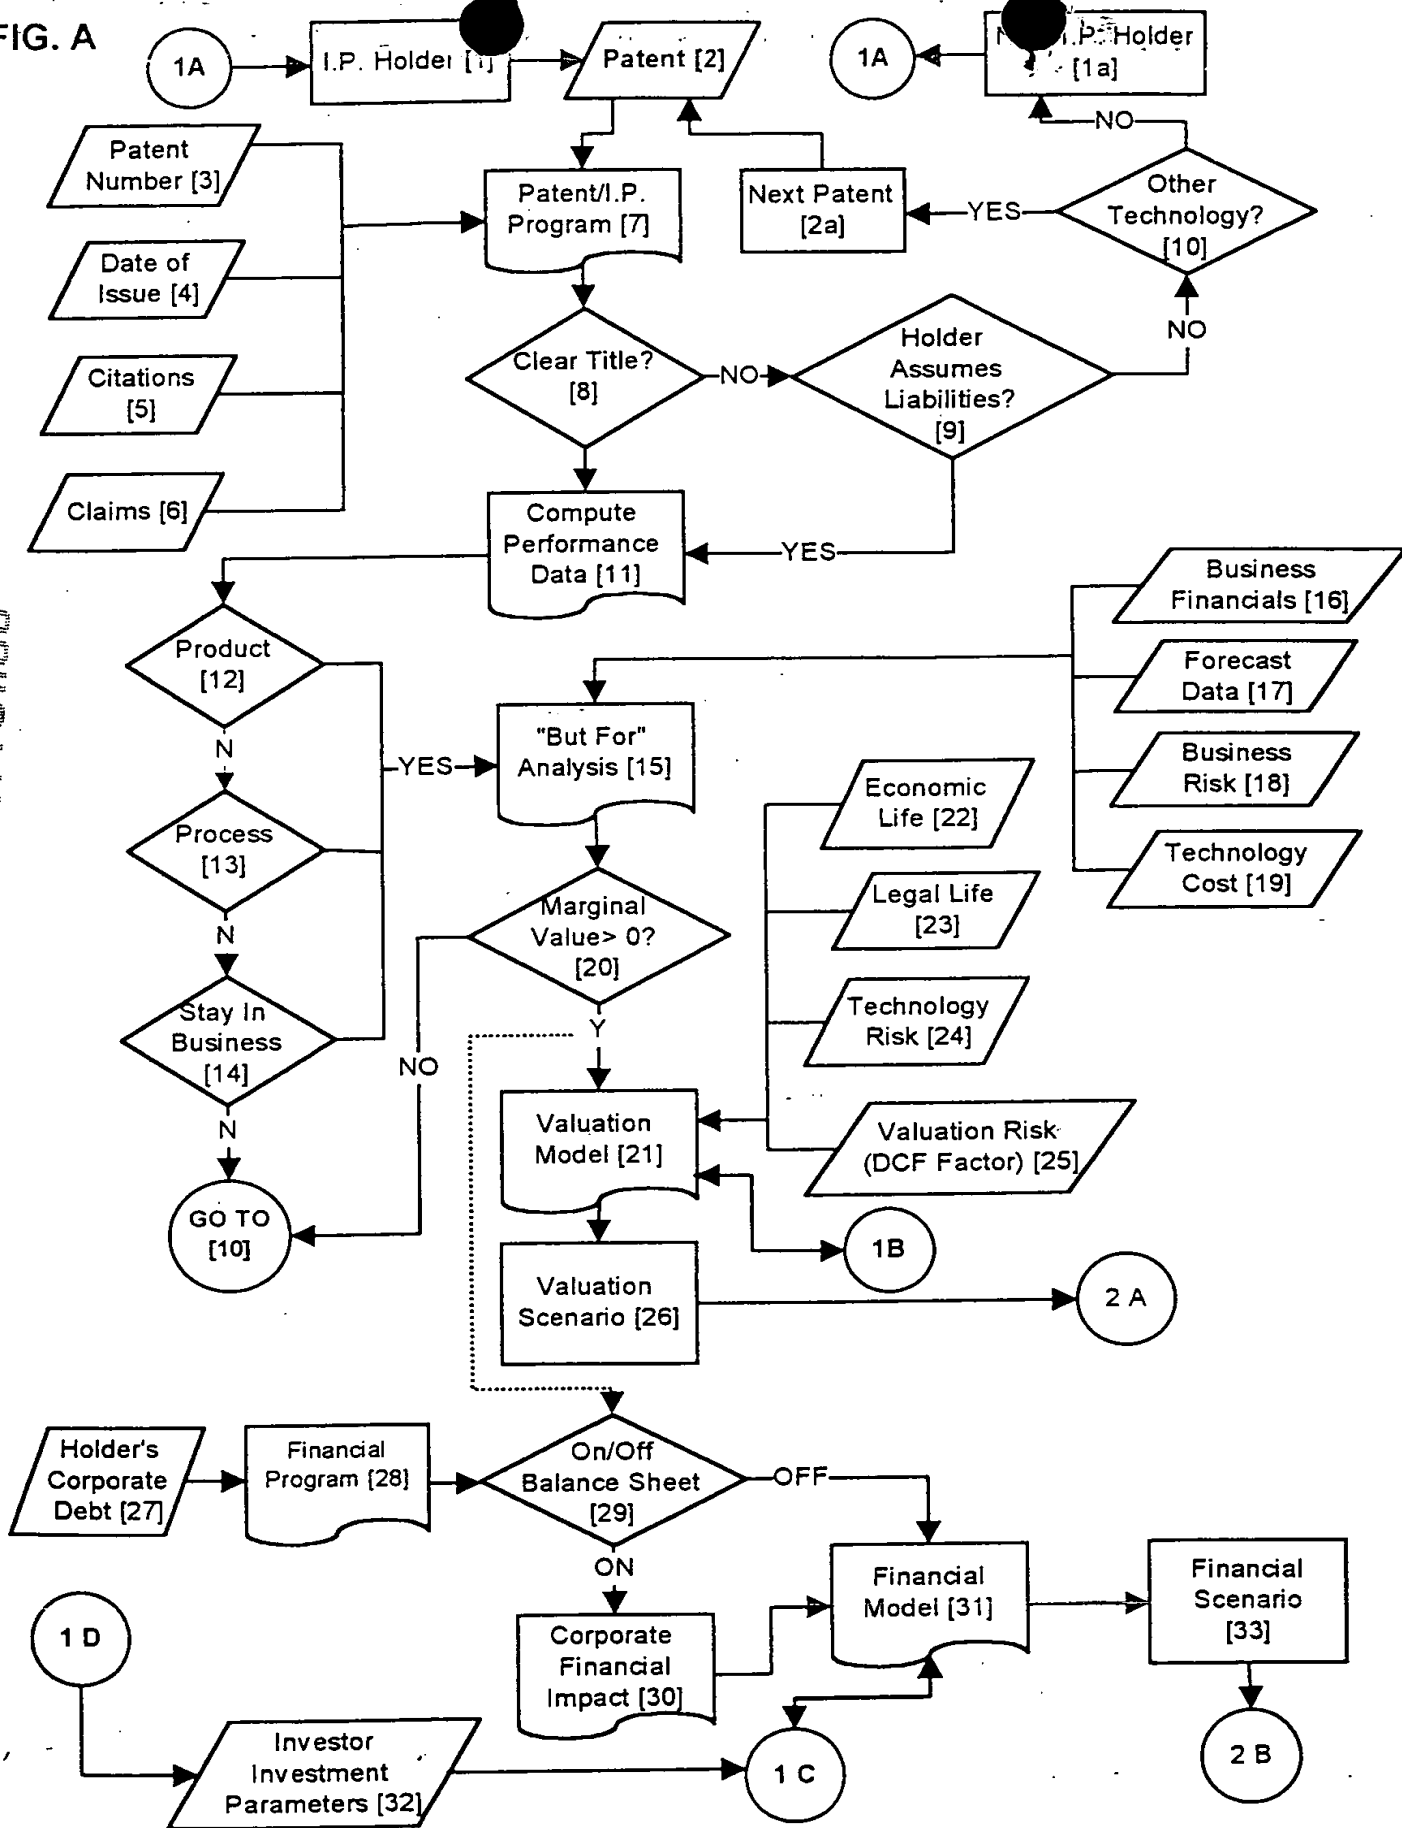 FIG. A
1A
I.P. Holder [1]
Patent [2]
1A
I.P. Holder
[1a]
NO
Patent
Number [3]
Patent/I.P.
Program [7]
Next Patent
[2a]
YES
Other
Technology?
[10]
Date of
Issue [4]
NO
Clear Title?
[8]
NO
Holder
Assumes
Liabilities?
[9]
Citations
[5]
Claims [6]
Compute
Performance
Data [11]
YES
Business
Financials [16]
Product
[12]
Forecast
Data [17]
N
YES
"But For"
Analysis [15]
Business
Risk [18]
Economic
Life [22]
Process
[13]
Technology
Cost [19]
Marginal
Value> 0?
[20]
Legal Life
[23]
N
Stay In
Business
[14]
Technology
Risk [24]
Y
NO
N
Valuation
Model [21]
Valuation Risk
(DCF Factor) [25]
GO TO
[10]
1B
Valuation
Scenario [26]
2 A
Holder's
Corporate
Debt [27]
Financial
Program [28]
On/Off
Balance Sheet
[29]
OFF
ON
Financial
Model [31]
Financial
Scenario
[33]
1 D
Corporate
Financial
Impact [30]
Investor
Investment
Parameters [32]
1 C
2 B